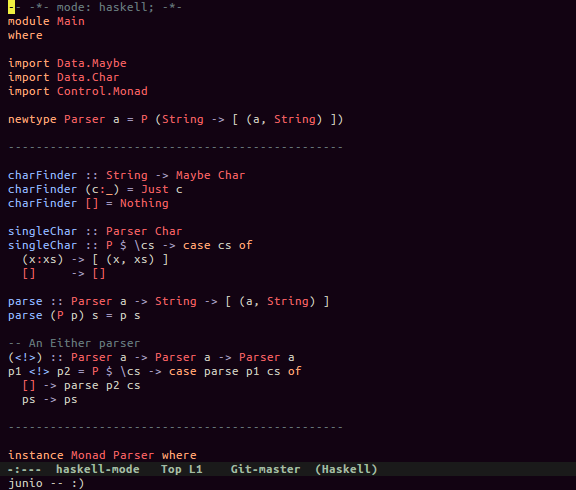 -- -*- mode: haskell; -*-
module Main
where

import Data.Maybe
import Data.Char
import Control.Monad

newtype Parser a = P (String -> [ (a, String) ])

------------------------------------------------

charFinder :: String -> Maybe Char
charFinder (c:_) = Just c
charFinder [] = Nothing

singleChar :: Parser Char
singleChar :: P $ \cs -> case cs of
  (x:xs) -> [ (x, xs) ]
  []     -> []

parse :: Parser a -> String -> [ (a, String) ]
parse (P p) s = p s

-- An Either parser
(<!>) :: Parser a -> Parser a -> Parser a
p1 <!> p2 = P $ \cs -> case parse p1 cs of
  [] -> parse p2 cs
  ps -> ps

------------------------------------------------

instance Monad Parser where
-:---  haskell-mode   Top L1    Git-master  (Haskell)
junio -- :)